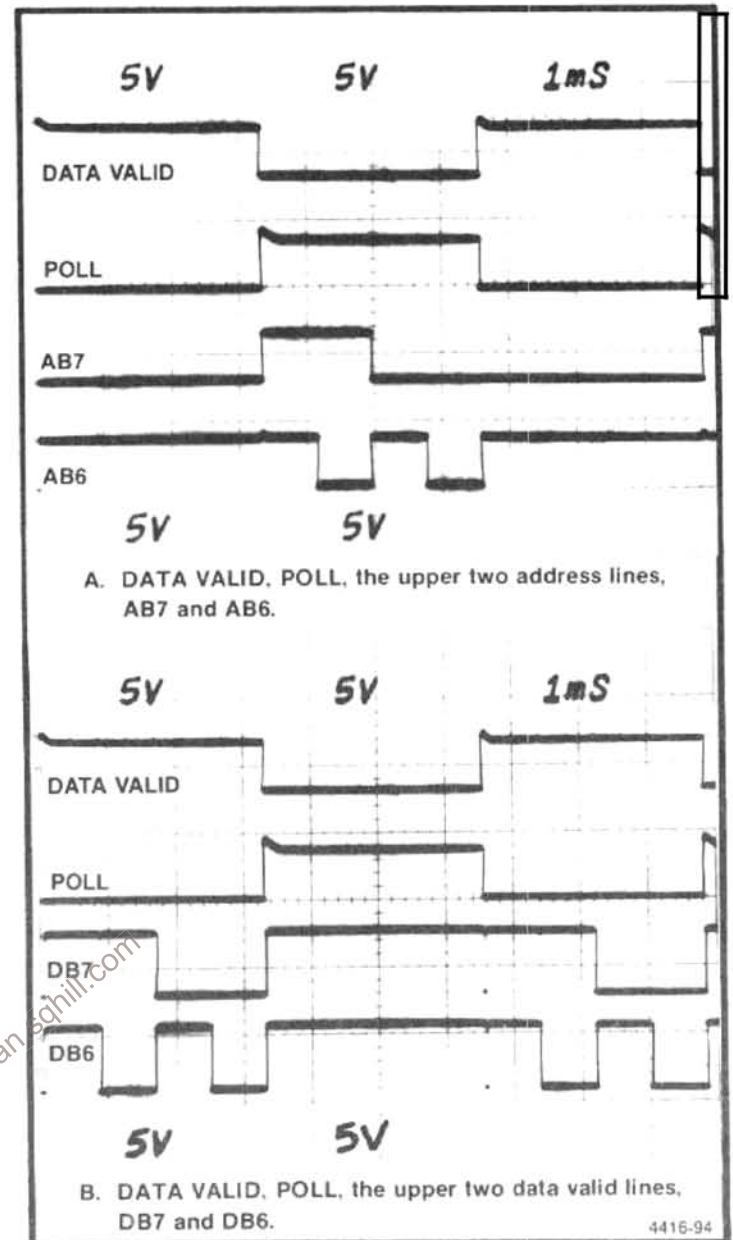 5V 5V 1mS
DATA VALID
POLL
AB7
AB6
5V 5V
A. DATA VALID, POLL, the upper two address lines,
AB7 and AB6.
5V 5V 1mS
DATA VALID
POLL
DB7
DB6
5V 5V
B. DATA VALID, POLL, the upper two data valid lines,
DB7 and DB6.
4416-94